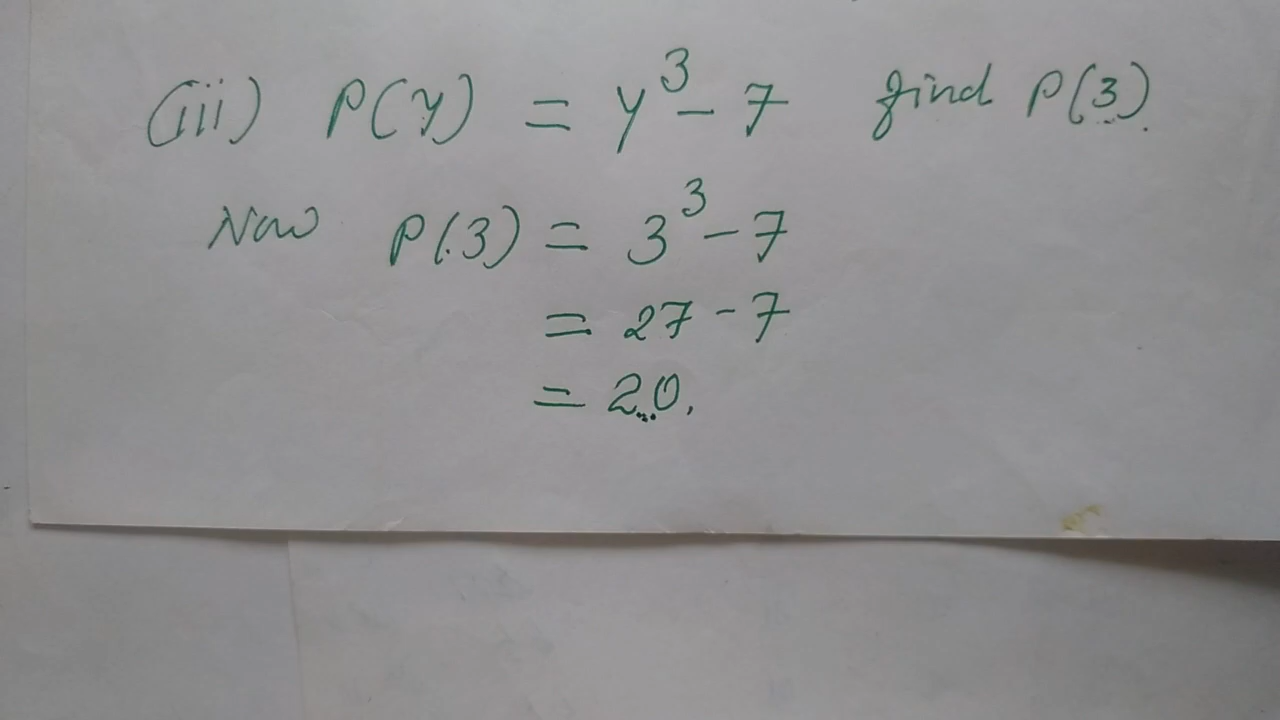 (iii) P(y) = y³ - 7 find P(3).
Now P(3) = 3³ - 7
= 27 - 7
= 20.